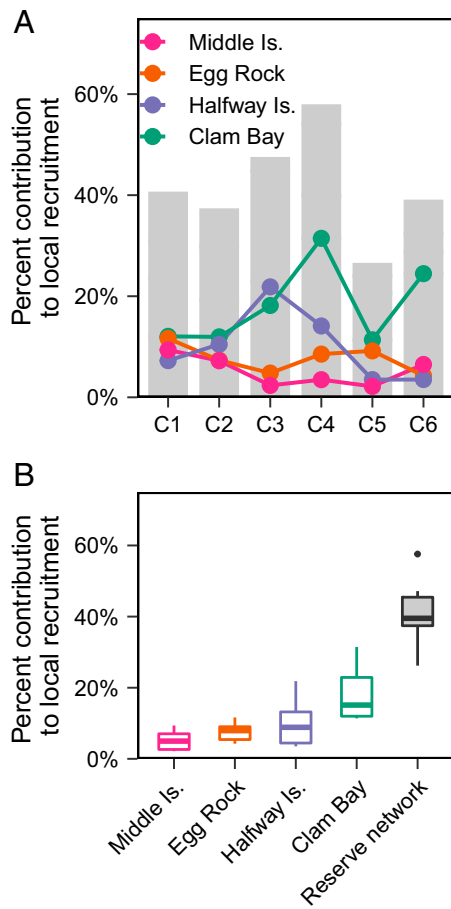 A
Middle Is.
Egg Rock
Halfway Is.
Clam Bay
Percent contribution
to local recruitment
60%
40%
20%
0%
C1 C2 C3 C4 C5 C6
B
Percent contribution
to local recruitment
60%
40%
20%
0%
Middle Is.
Egg Rock
Halfway Is.
Clam Bay
Reserve network